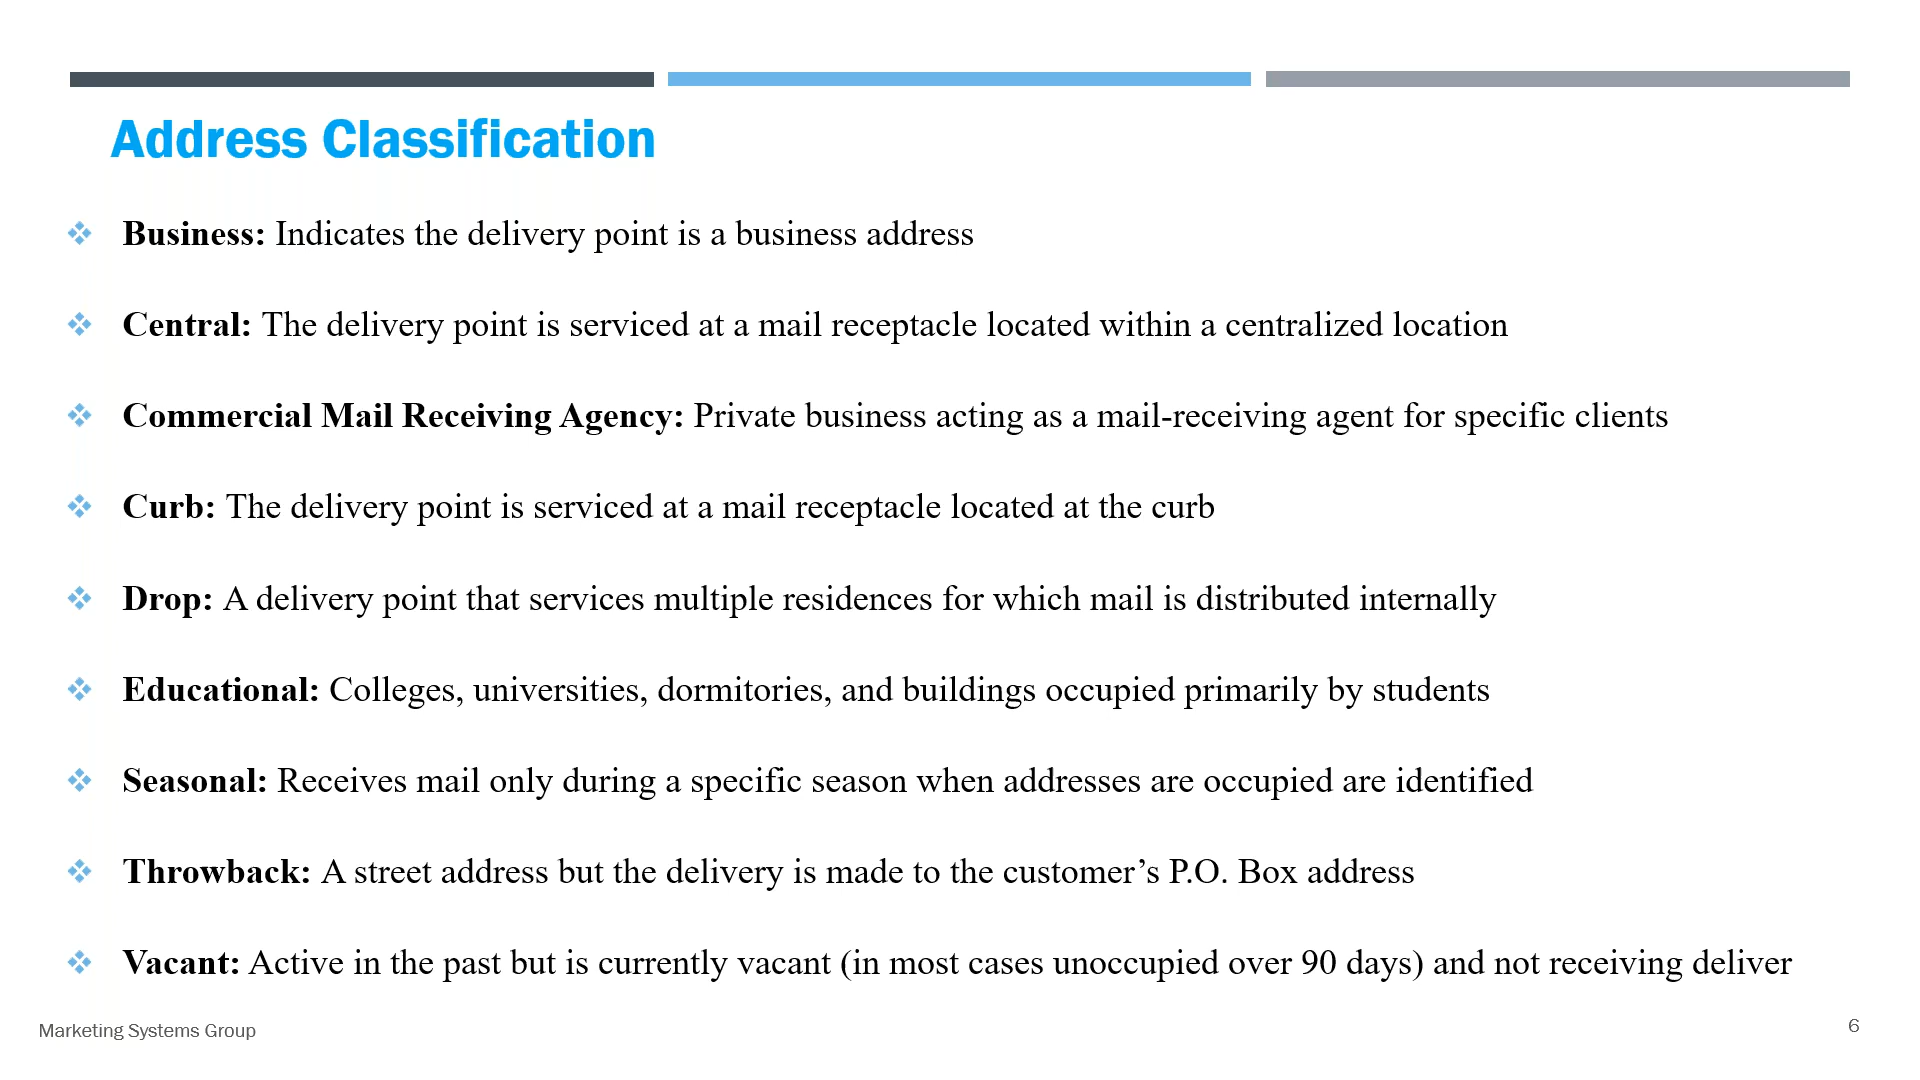 Address Classification
Business: Indicates the delivery point is a business address
Central: The delivery point is serviced at a mail receptacle located within a centralized location
Commercial Mail Receiving Agency: Private business acting as a mail-receiving agent for specific clients
Curb: The delivery point is serviced at a mail receptacle located at the curb
Drop: A delivery point that services multiple residences for which mail is distributed internally
Educational: Colleges, universities, dormitories, and buildings occupied primarily by students
Seasonal: Receives mail only during a specific season when addresses are occupied are identified
Throwback: A street address but the delivery is made to the customer’s P.O. Box address
Vacant: Active in the past but is currently vacant (in most cases unoccupied over 90 days) and not receiving deliver
Marketing Systems Group
6